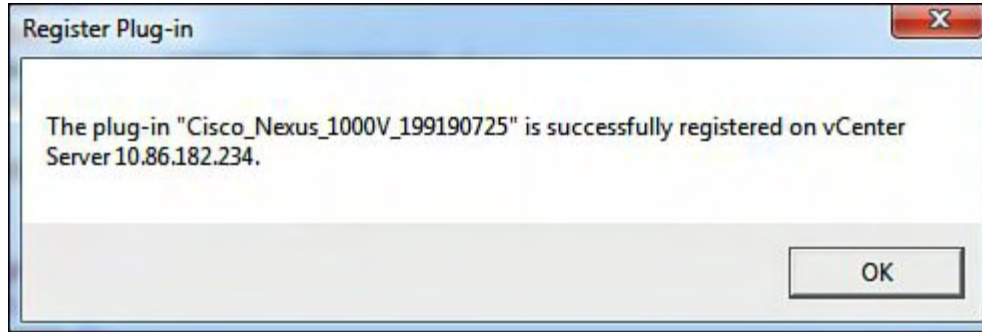 Register Plug-in
The plug-in "Cisco_Nexus_1000V_199190725" is successfully registered on vCenter
Server 10.86.182.234.
OK